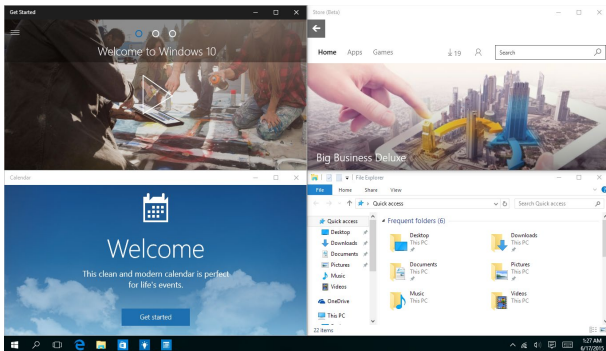 Get Started
Welcome to Windows 10
Store (Beta)
Home Apps Games
19
Search
Big Business Deluxe
Calendar
Welcome
This clean and modern calendar is perfect
for life's events.
Get started
File Explorer
File Home Share View
Quick access
Search Quick access
Quick access
Desktop
Downloads
Documents
Pictures
Music
Videos
OneDrive
This PC
Frequent folders (6)
Desktop
This PC
Downloads
This PC
Documents
This PC
Pictures
This PC
Music
This PC
Videos
This PC
22 items
1:27 AM
6/17/2015